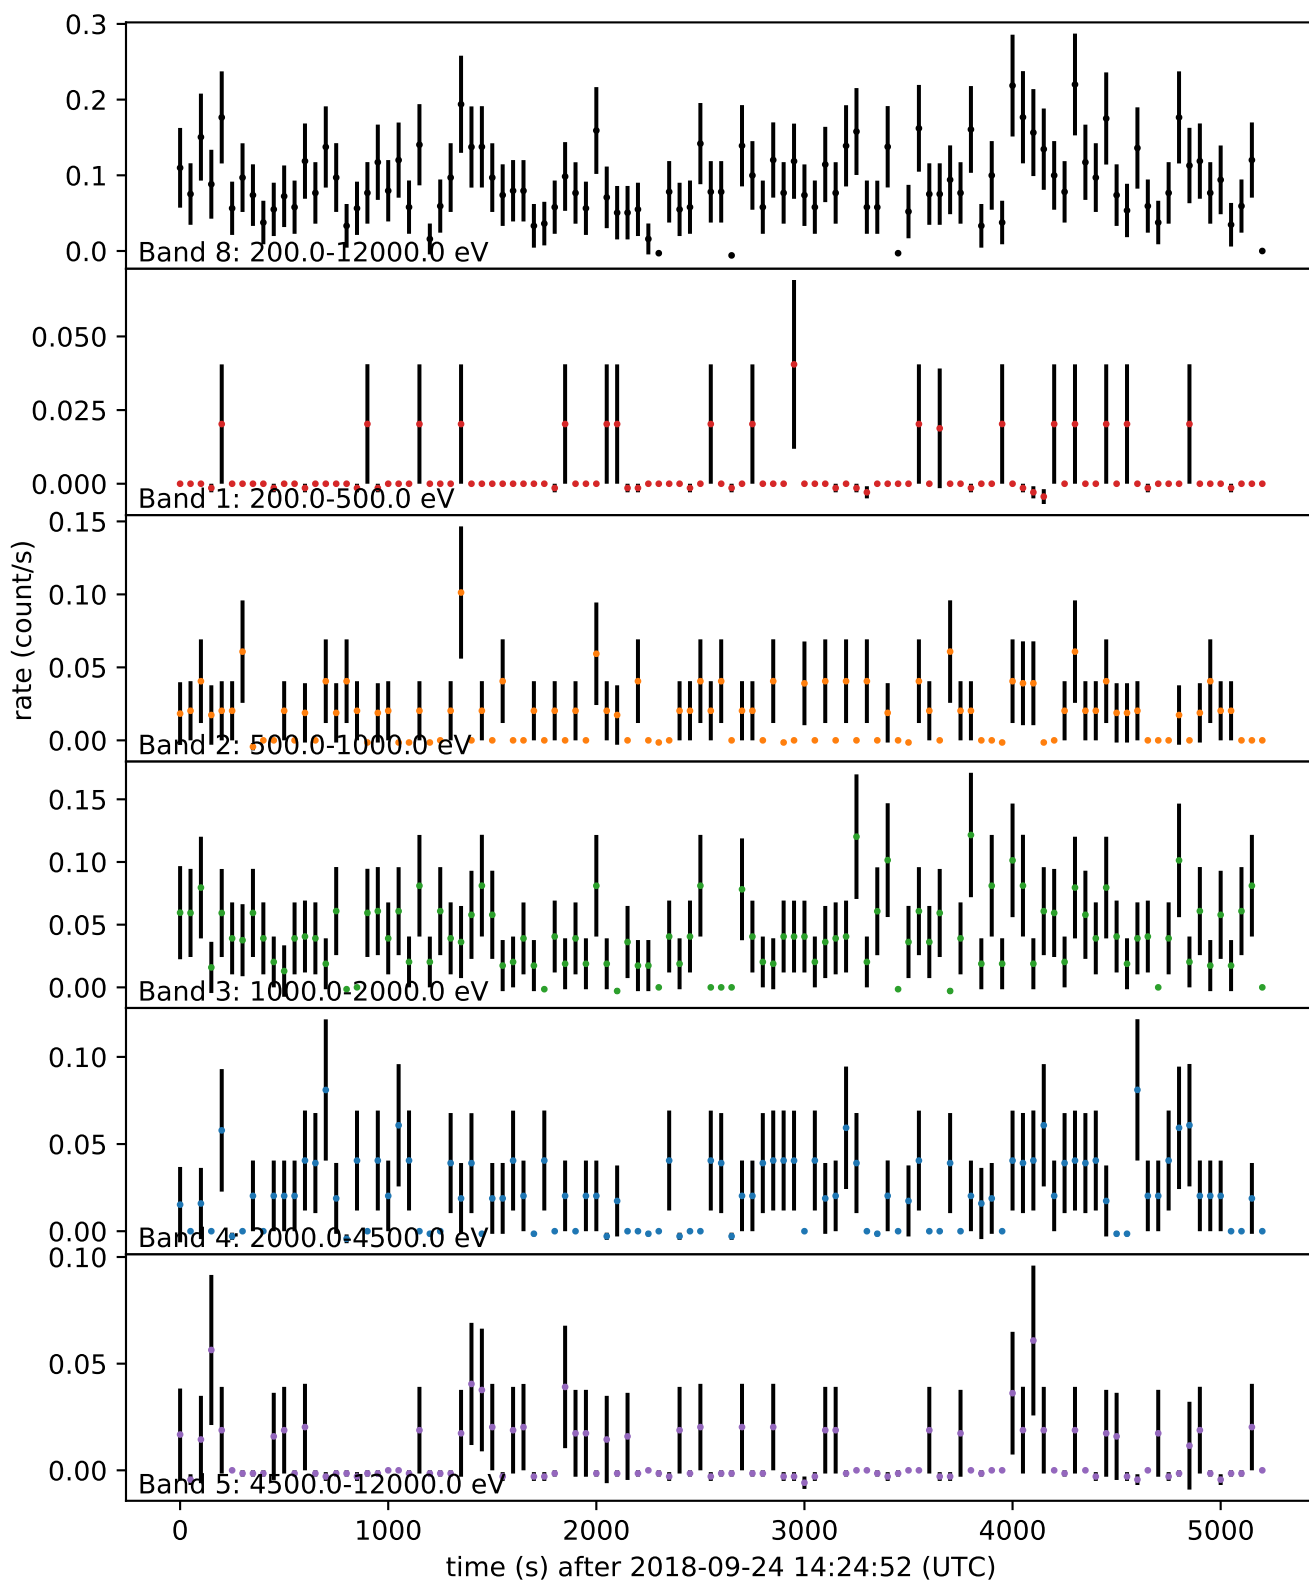 0.3
0.2
0.1
0.0
Band 8: 200.0-12000.0 eV
0.050
0.025
0.000
Band 1: 200.0-500.0 eV
0.15
0.10
0.05
0.00
Band 2: 500.0-1000.0 eV
rate (count/s)
0.15
0.10
0.05
0.00
Band 3: 1000.0-2000.0 eV
0.10
0.05
0.00
Band 4: 2000.0-4500.0 eV
0.10
0.05
0.00
Band 5: 4500.0-12000.0 eV
0 1000 2000 3000 4000 5000
time (s) after 2018-09-24 14:24:52 (UTC)